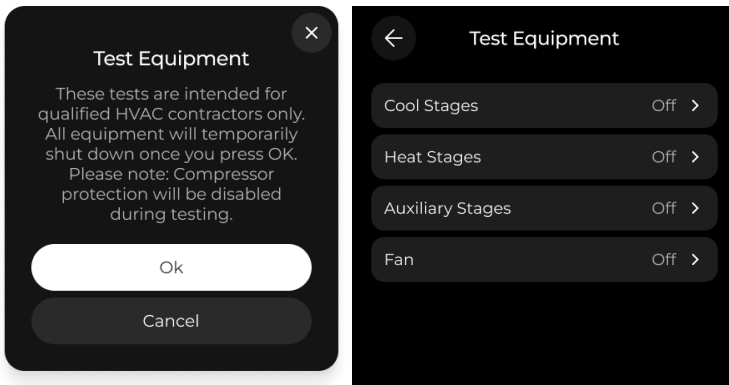 Test Equipment
These tests are intended for
qualified HVAC contractors only.
All equipment will temporarily
shut down once you press OK.
Please note: Compressor
protection will be disabled
during testing.
Ok
Cancel
Test Equipment
Cool Stages Off
Heat Stages Off
Auxiliary Stages Off
Fan Off